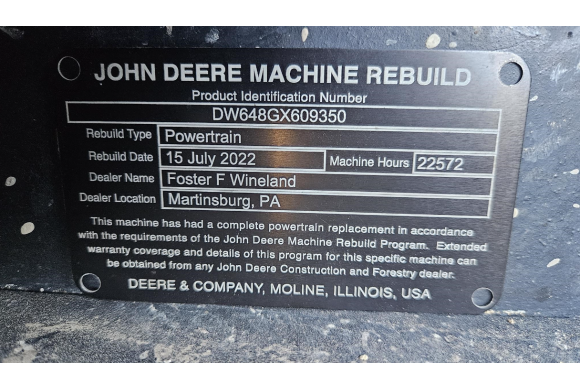 JOHN DEERE MACHINE REBUILD
Product Identification Number
DW648GX609350
Rebuild Type Powertrain
Rebuild Date 15 July 2022 Machine Hours 22572
Dealer Name Foster F Wineland
Dealer Location Martinsburg, PA
This machine has had a complete powertrain replacement in accordance
with the requirements of the John Deere Machine Rebuild Program. Extended
warranty coverage and details of this program for this specific machine can
be obtained from any John Deere Construction and Forestry dealer.
DEERE & COMPANY, MOLINE, ILLINOIS, USA